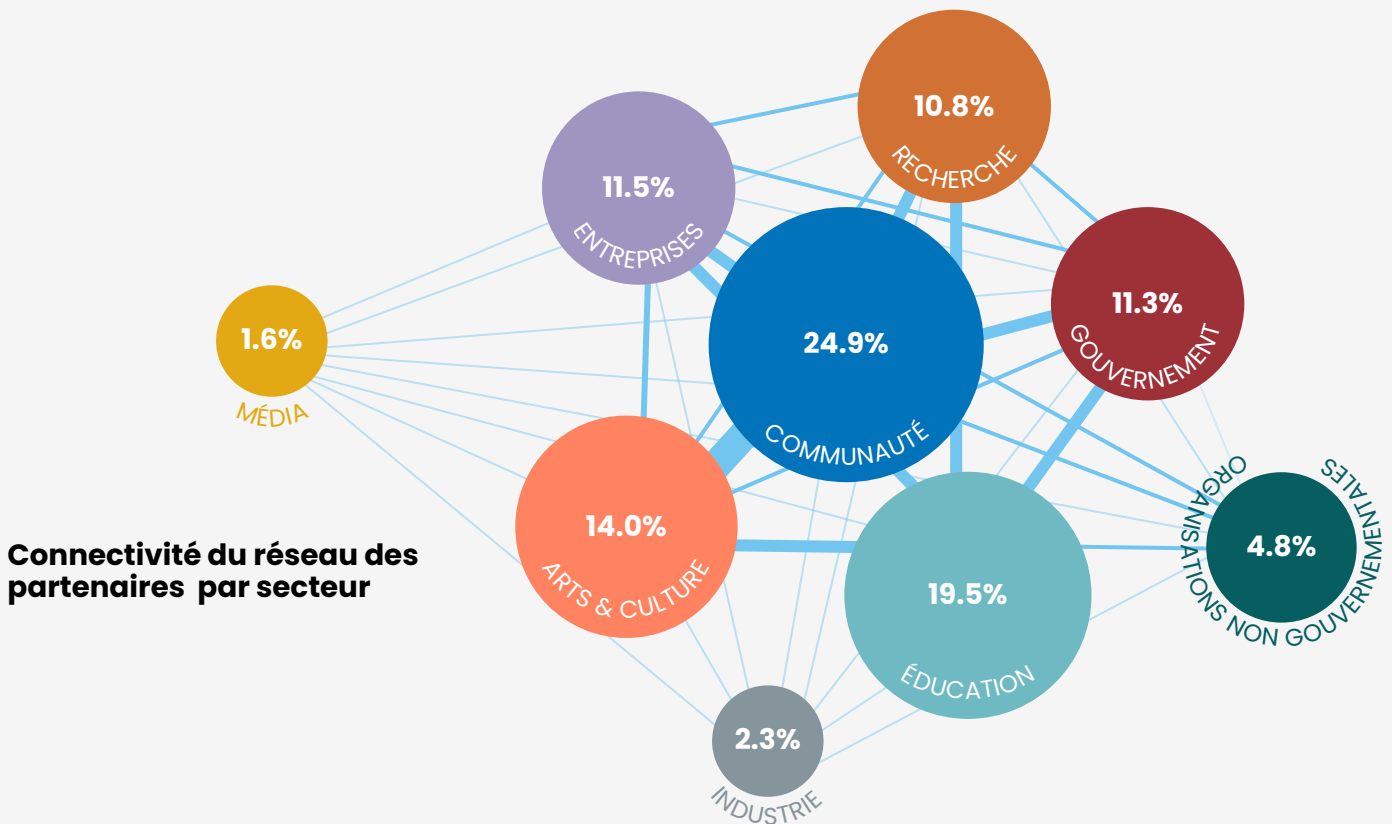 10.8%
RECHERCHE
11.5%
ENTREPRISES
11.3%
GOUVERNEMENT
24.9%
COMMUNAUTÉ
1.6%
MÉDIA
14.0%
ARTS & CULTURE
Connectivité du réseau des
partenaires par secteur
19.5%
ÉDUCATION
4.8%
ORGANISATIONS NON GOUVERNEMENTALES
2.3%
INDUSTRIE